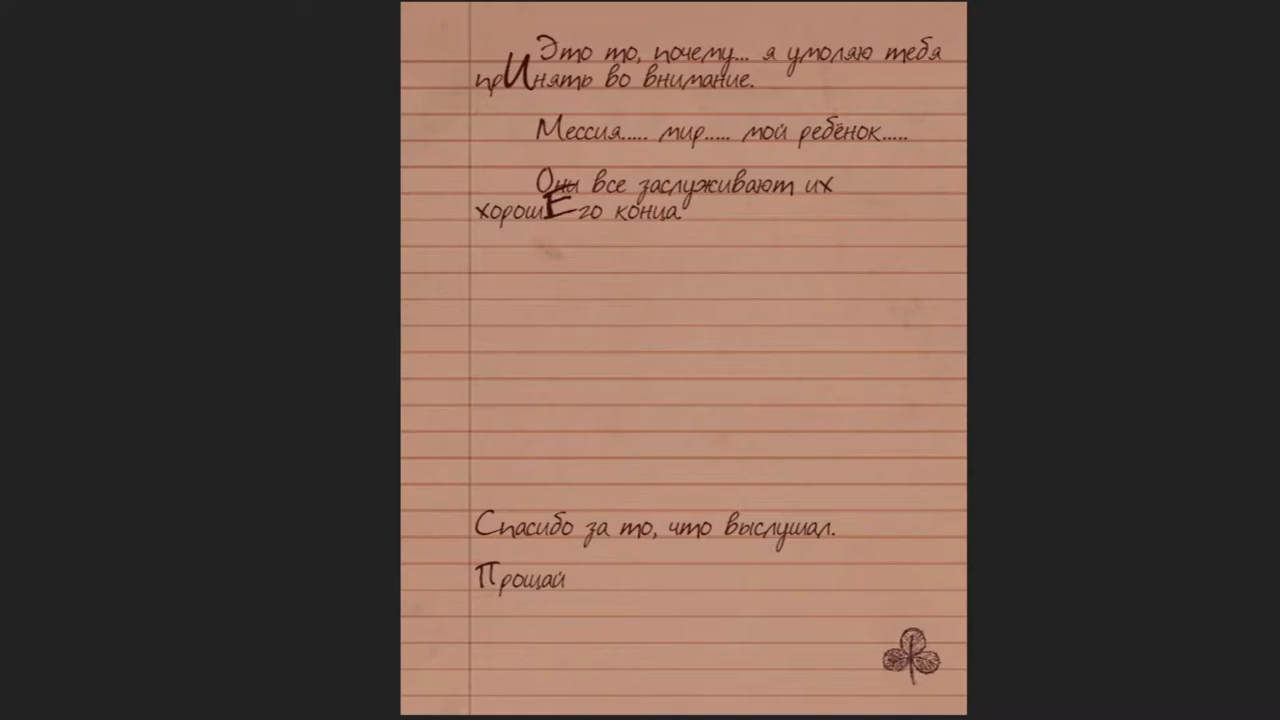 Это то, почему... я умоляю тебя
прИнять во внимание.
Мессия..... мир..... мой ребёнок.....
Они все заслуживают их
хорошЕго конца.
Спасибо за то, что выслушал.
Прощай